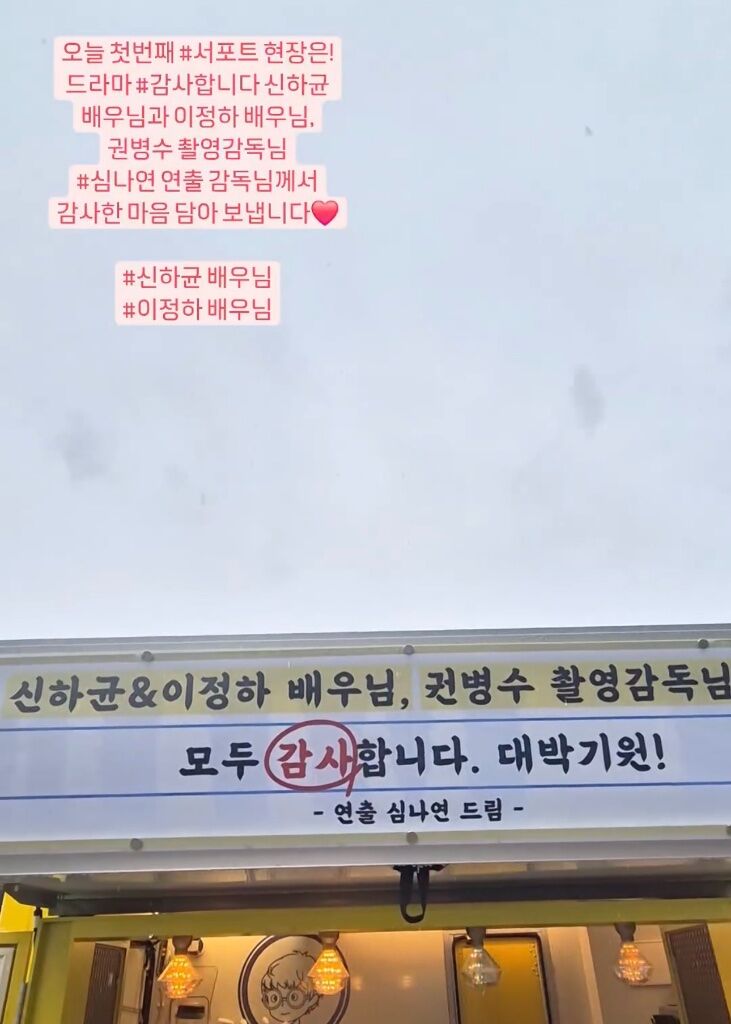 오늘 첫번째 #서포트 현장은!
드라마 #감사합니다 신하균
배우님과 이정하 배우님,
권병수 촬영감독님
#심나연 연출 감독님께서
감사한 마음 담아 보냅니다❤️
#신하균 배우님
#이정하 배우님
신하균&이정하 배우님, 권병수 촬영감독님
모두 감사합니다. 대박기원!
- 연출 심나연 드림 -